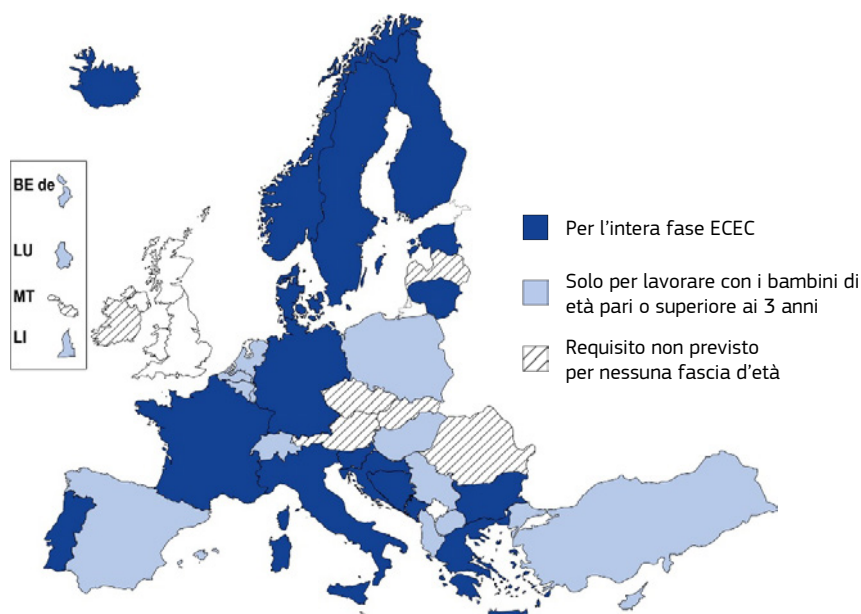 BE de
LU
MT
LI
Per l’intera fase ECEC
Solo per lavorare con i bambini di
età pari o superiore ai 3 anni
Requisito non previsto
per nessuna fascia d’età